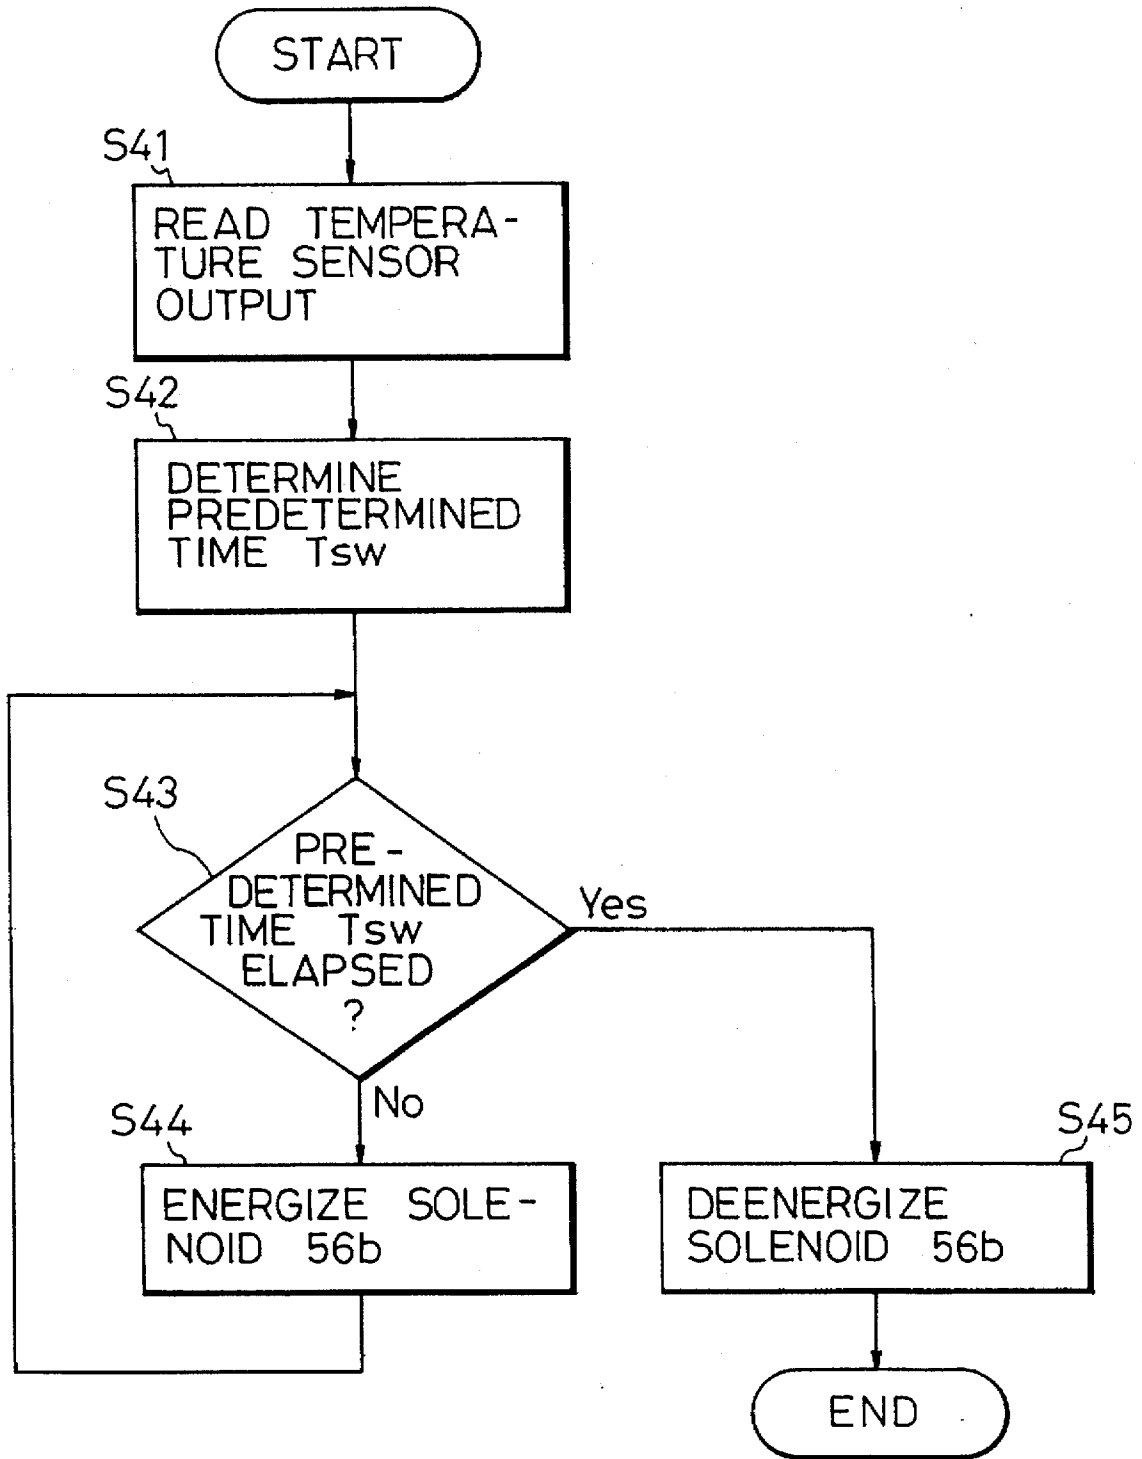 START
S41
READ TEMPERA-
TURE SENSOR
OUTPUT
S42
DETERMINE
PREDETERMINED
TIME Tsw
S43
PRE-
DETERMINED
TIME Tsw
ELAPSED
?
Yes
No
S44
ENERGIZE SOLE-
NOID 56b
S45
DEENERGIZE
SOLENOID 56b
END